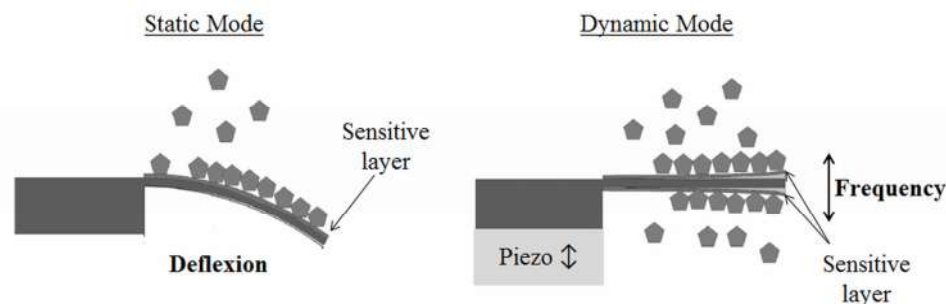 Static Mode
Dynamic Mode
Sensitive
layer
Deflexion
Frequency
Piezo
Sensitive
layer